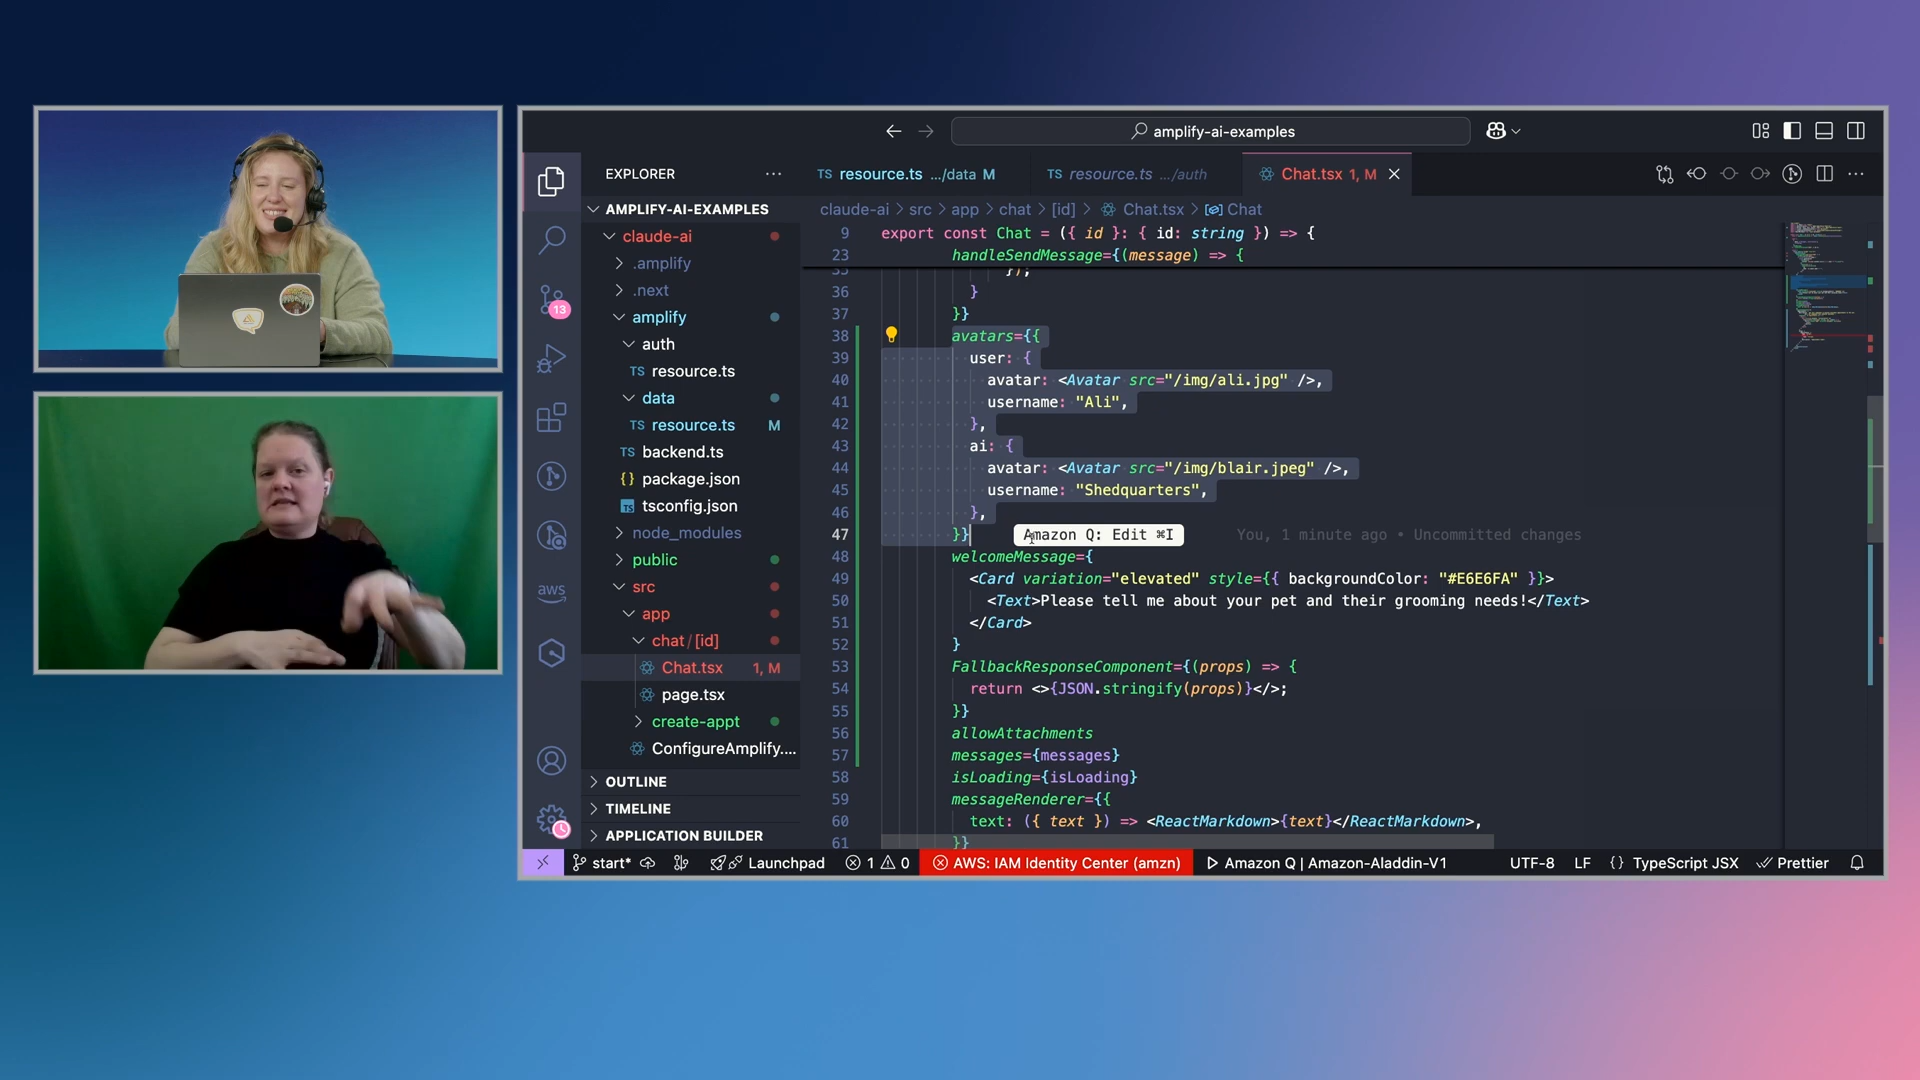 amplify-ai-examples
EXPLORER
AMPLIFY-AI-EXAMPLES
claude-ai
.amplify
.next
amplify
auth
TS resource.ts
data
TS resource.ts M
TS backend.ts
{} package.json
TS tsconfig.json
node_modules
public
src
app
chat/[id]
Chat.tsx 1, M
page.tsx
create-appt
ConfigureAmplify....
OUTLINE
TIMELINE
APPLICATION BUILDER
13
aws
TS resource.ts .../data M
TS resource.ts .../auth
Chat.tsx 1, M
claude-ai > src > app > chat > [id] > Chat.tsx > Chat
9 export const Chat = ({ id }: { id: string }) => {
23 handleSendMessage={(message) => {
35 });
36 }
37 }}
38 avatars={{
39 user: {
40 avatar: <Avatar src="/img/ali.jpg" />,
41 username: "Ali",
42 },
43 ai: {
44 avatar: <Avatar src="/img/blair.jpeg" />,
45 username: "Shedquarters",
46 },
47 }} Amazon Q: Edit ⌘I You, 1 minute ago • Uncommitted changes
48 welcomeMessage={
49 <Card variation="elevated" style={{ backgroundColor: "#E6E6FA" }}>
50 <Text>Please tell me about your pet and their grooming needs!</Text>
51 </Card>
52 }
53 FallbackResponseComponent={(props) => {
54 return <>{JSON.stringify(props)}</>;
55 }}
56 allowAttachments
57 messages={messages}
58 isLoading={isLoading}
59 messageRenderer={{
60 text: ({ text }) => <ReactMarkdown>{text}</ReactMarkdown>,
61 }}
start* Launchpad 1 0 AWS: IAM Identity Center (amzn) Amazon Q | Amazon-Aladdin-V1 UTF-8 LF {} TypeScript JSX Prettier